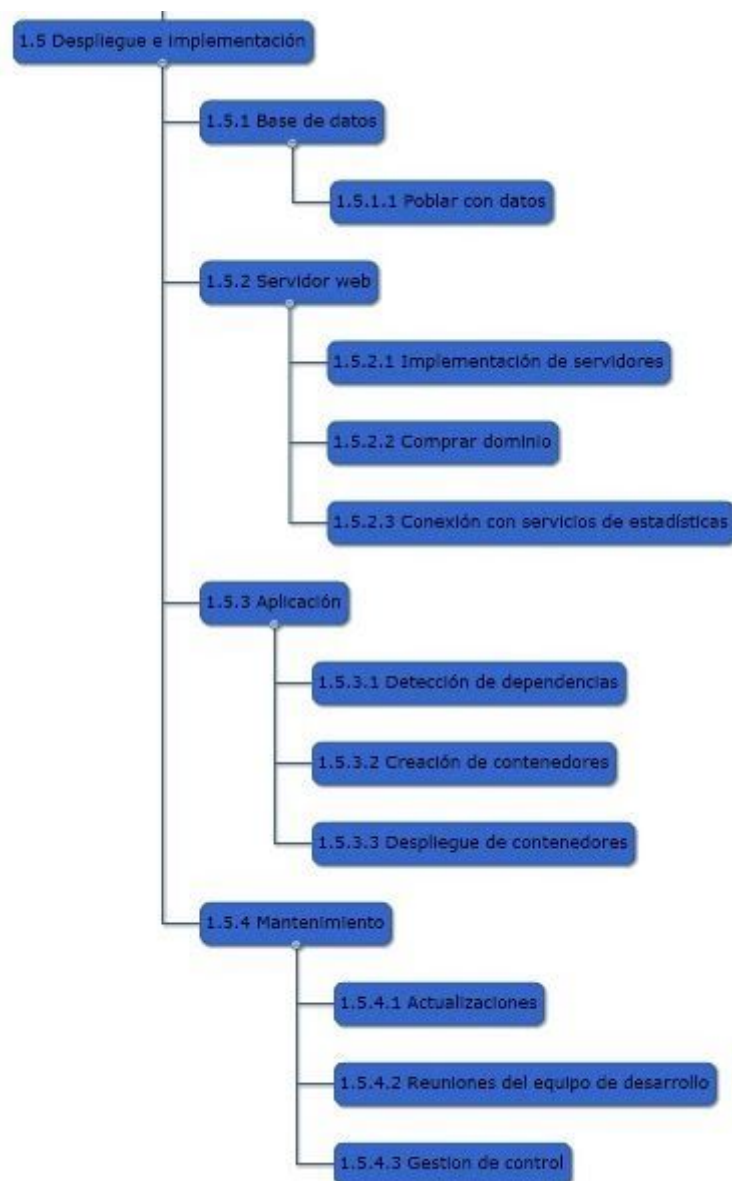 1.5 Despliegue e implementación
1.5.1 Base de datos
1.5.1.1 Poblar con datos
1.5.2 Servidor web
1.5.2.1 Implementación de servidores
1.5.2.2 Comprar dominio
1.5.2.3 Conexión con servicios de estadísticas
1.5.3 Aplicación
1.5.3.1 Detección de dependencias
1.5.3.2 Creación de contenedores
1.5.3.3 Despliegue de contenedores
1.5.4 Mantenimiento
1.5.4.1 Actualizaciones
1.5.4.2 Reuniones del equipo de desarrollo
1.5.4.3 Gestion de control